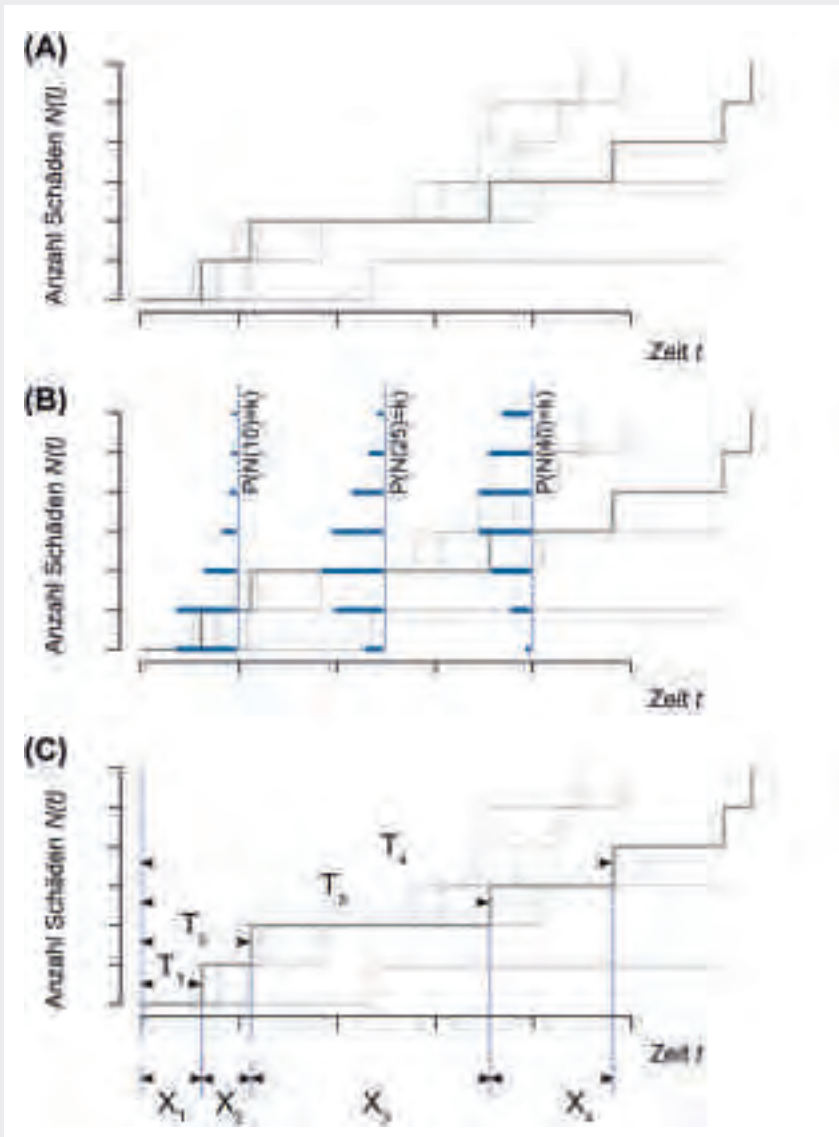 (A)
Anzahl Schäden N(t)
Zeit t
(B)
Anzahl Schäden N(t)
P(N(10)=k)
P(N(25)=k)
P(N(40)=k)
Zeit t
(C)
Anzahl Schäden N(t)
T₄
T₃
T₂
T₁
Zeit t
X₁ X₂ X₃ X₄